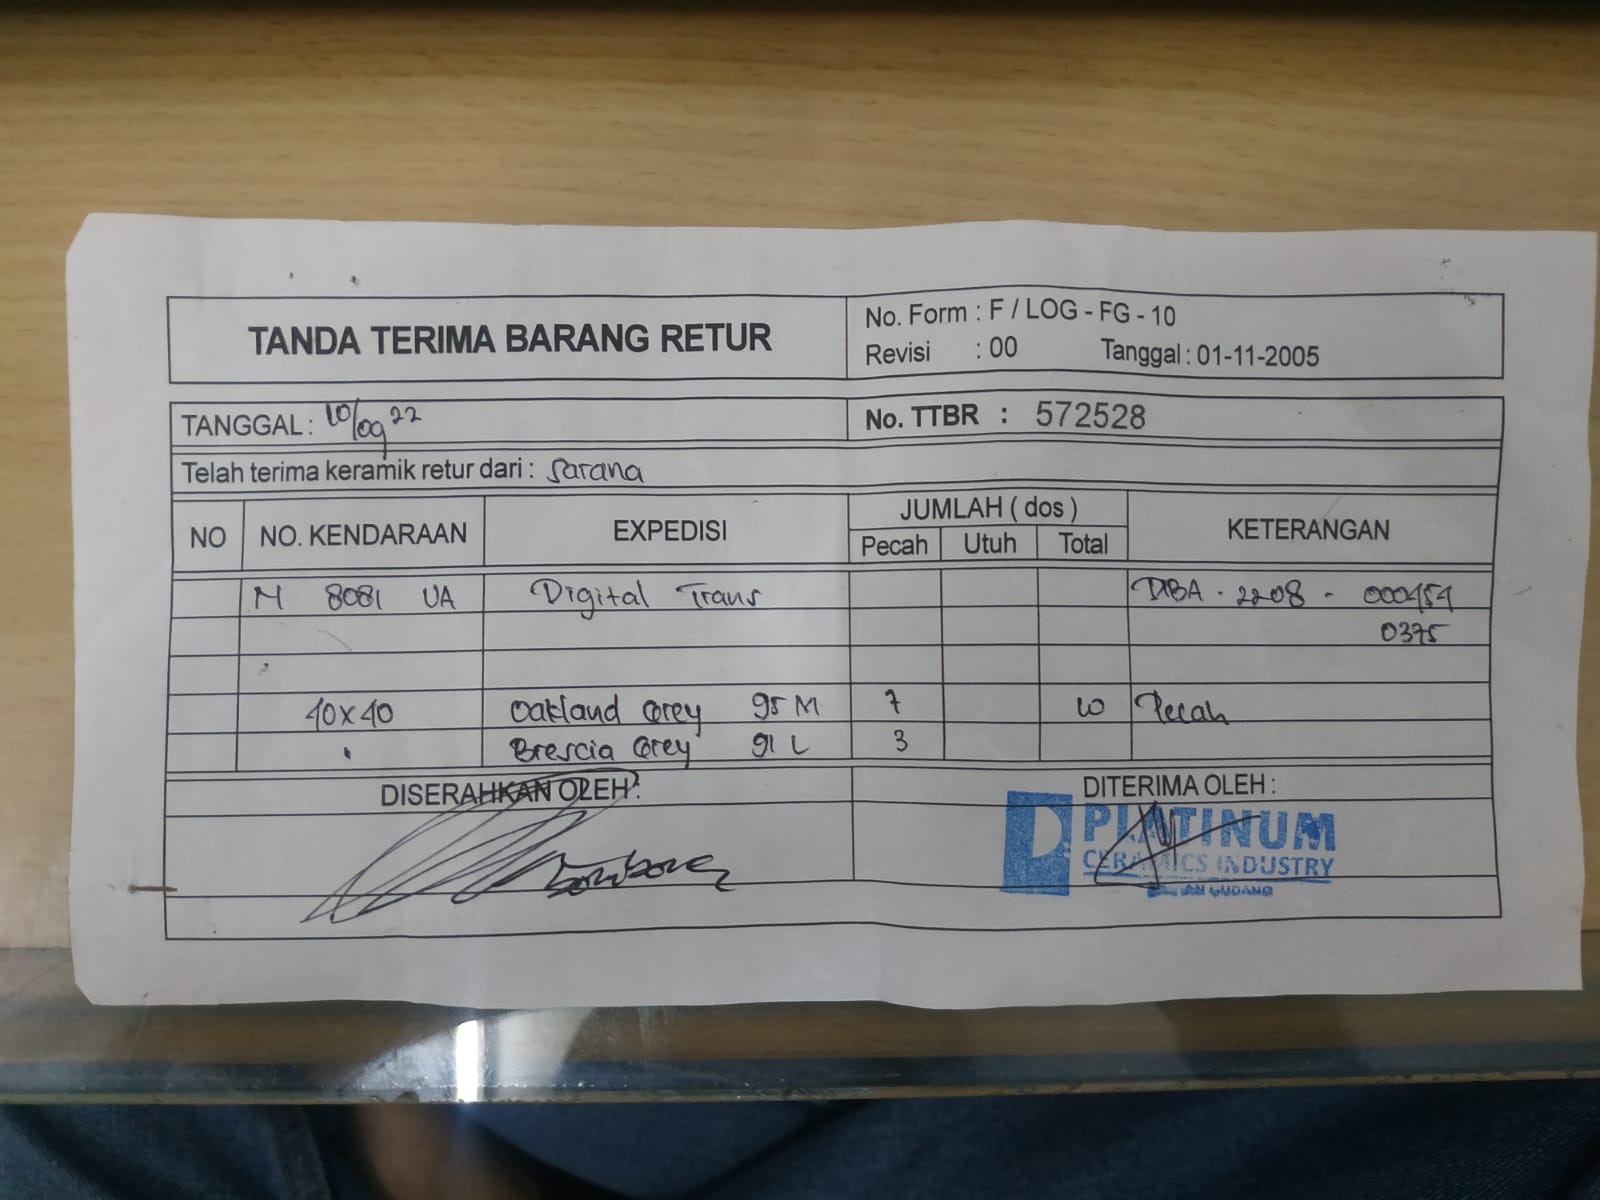 TANDA TERIMA BARANG RETUR
No. Form : F / LOG - FG - 10
Revisi : 00 Tanggal : 01-11-2005
TANGGAL : 10/09 22
No. TTBR : 572528
Telah terima keramik retur dari : Sarana
NO NO. KENDARAAN EXPEDISI JUMLAH ( dos ) KETERANGAN
Pecah Utuh Total
M 8081 UA Digital Trans DBA - 2208 - 000454
0375
40x40 Oakland Grey 95 M 7 10 Pecah
" Brescia Grey 91 L 3
DISERAHKAN OLEH : DITERIMA OLEH :
PLATINUM
CERAMICS INDUSTRY
BAGIAN GUDANG